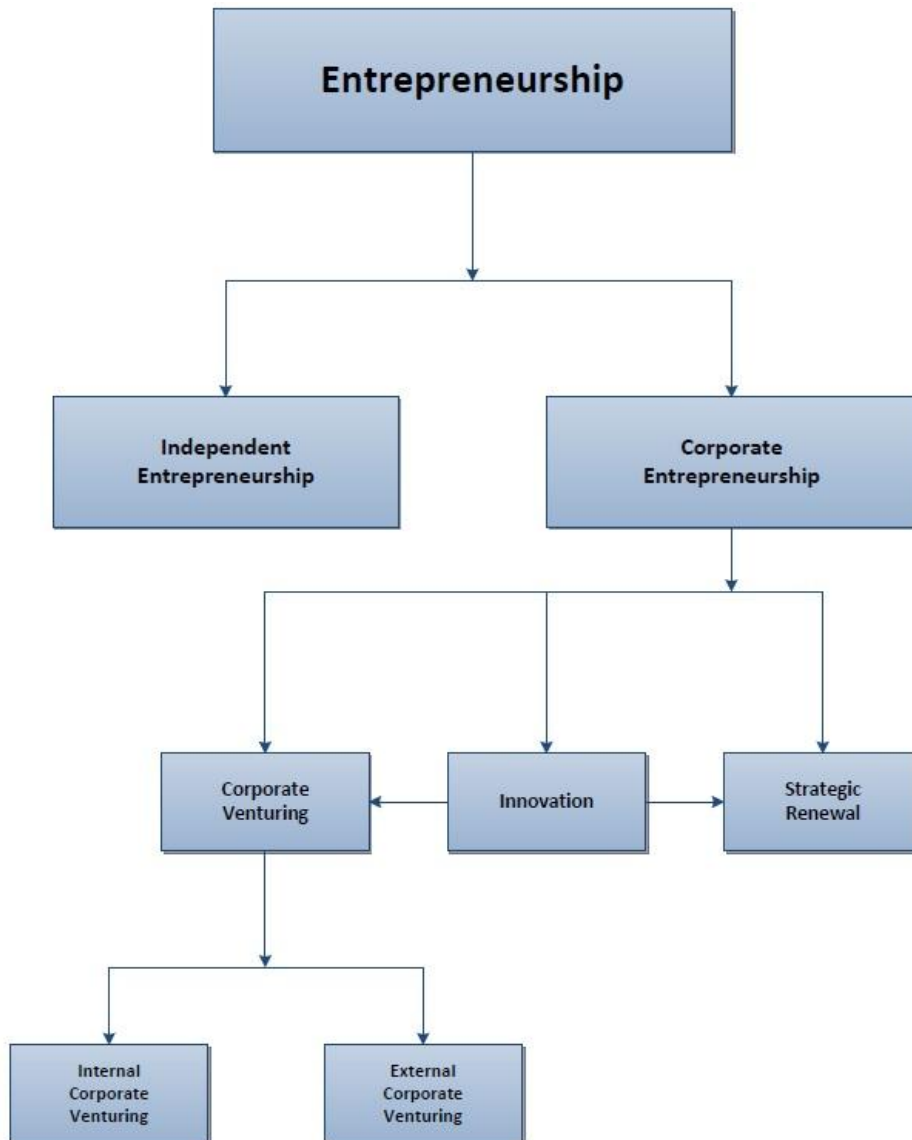 Entrepreneurship
Independent
Entrepreneurship
Corporate
Entrepreneurship
Corporate
Venturing
Innovation
Strategic
Renewal
Internal
Corporate
Venturing
External
Corporate
Venturing